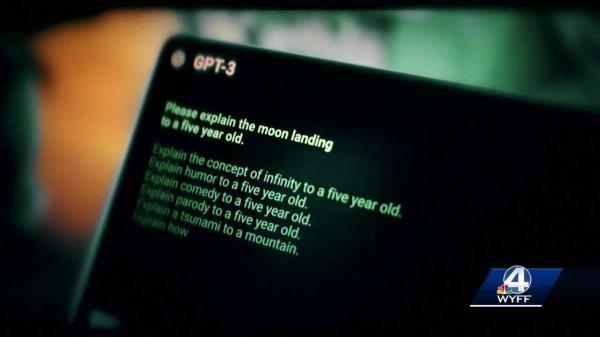 GPT-3
Please explain the moon landing
to a five year old.
Explain the concept of infinity to a five year old.
Explain humor to a five year old.
Explain comedy to a five year old.
Explain parody to a five year old.
Explain a tsunami to a mountain.
Explain how
4
WYFF